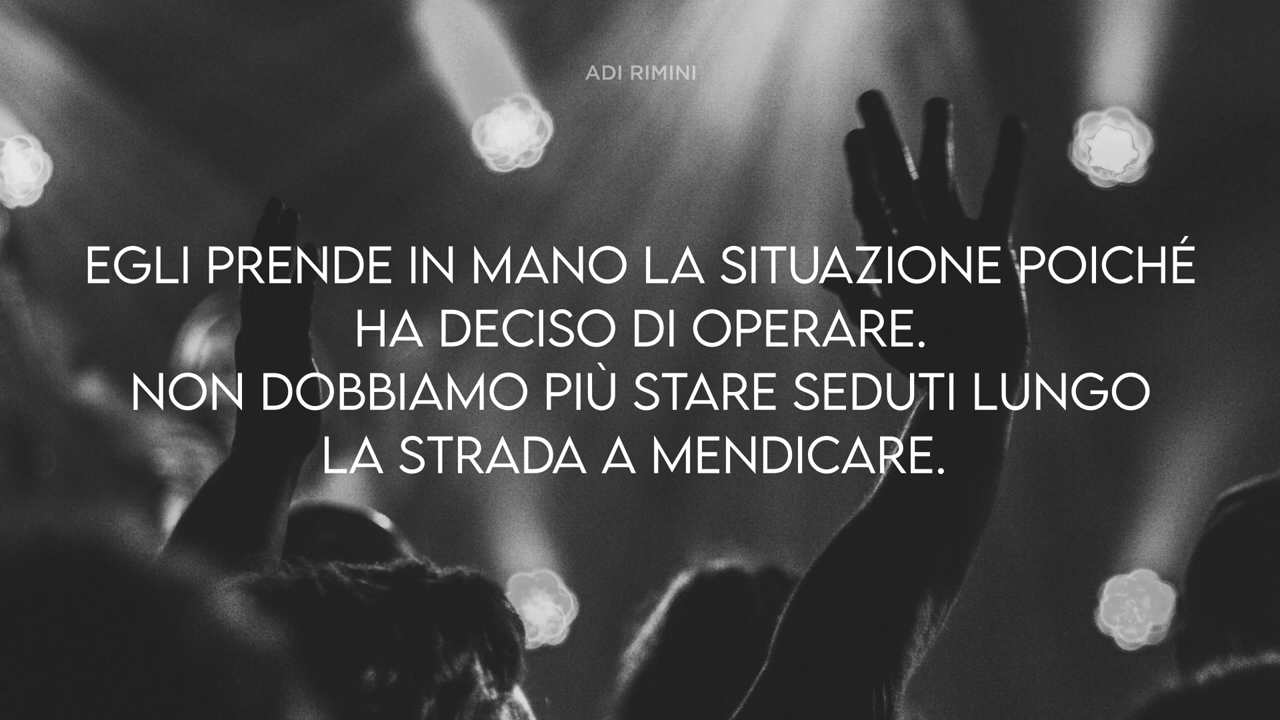 ADI RIMINI
EGLI PRENDE IN MANO LA SITUAZIONE POICHÉ
HA DECISO DI OPERARE.
NON DOBBIAMO PIÙ STARE SEDUTI LUNGO
LA STRADA A MENDICARE.